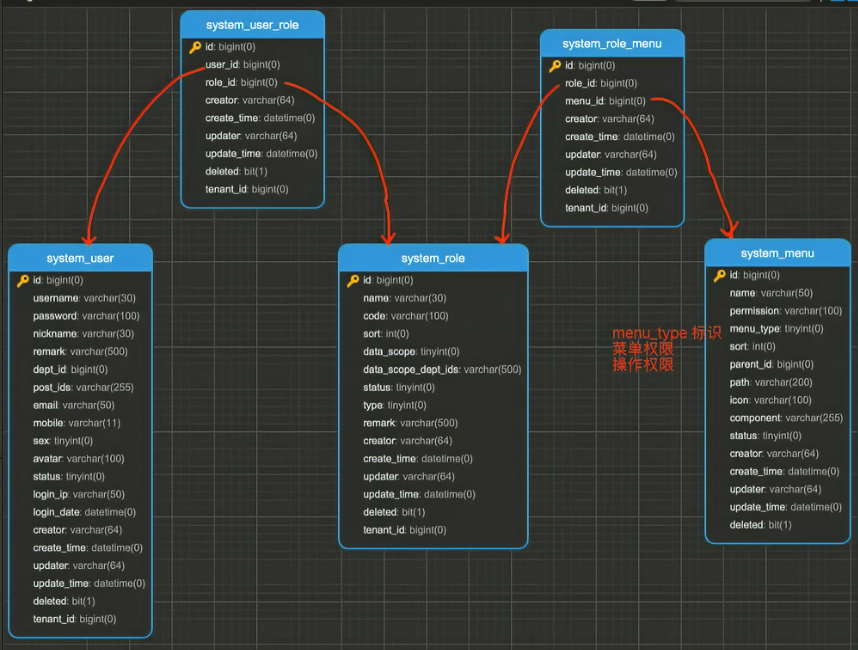 system_user_role
id: bigint(0)
user_id: bigint(0)
role_id: bigint(0)
creator: varchar(64)
create_time: datetime(0)
updater: varchar(64)
update_time: datetime(0)
deleted: bit(1)
tenant_id: bigint(0)
system_role_menu
id: bigint(0)
role_id: bigint(0)
menu_id: bigint(0)
creator: varchar(64)
create_time: datetime(0)
updater: varchar(64)
update_time: datetime(0)
deleted: bit(1)
tenant_id: bigint(0)
system_user
id: bigint(0)
username: varchar(30)
password: varchar(100)
nickname: varchar(30)
remark: varchar(500)
dept_id: bigint(0)
post_ids: varchar(255)
email: varchar(50)
mobile: varchar(11)
sex: tinyint(0)
avatar: varchar(100)
status: tinyint(0)
login_ip: varchar(50)
login_date: datetime(0)
creator: varchar(64)
create_time: datetime(0)
updater: varchar(64)
update_time: datetime(0)
deleted: bit(1)
tenant_id: bigint(0)
system_role
id: bigint(0)
name: varchar(30)
code: varchar(100)
sort: int(0)
data_scope: tinyint(0)
data_scope_dept_ids: varchar(500)
status: tinyint(0)
type: tinyint(0)
remark: varchar(500)
creator: varchar(64)
create_time: datetime(0)
updater: varchar(64)
update_time: datetime(0)
deleted: bit(1)
tenant_id: bigint(0)
menu_type 标识
菜单权限
操作权限
system_menu
id: bigint(0)
name: varchar(50)
permission: varchar(100)
menu_type: tinyint(0)
sort: int(0)
parent_id: bigint(0)
path: varchar(200)
icon: varchar(100)
component: varchar(255)
status: tinyint(0)
creator: varchar(64)
create_time: datetime(0)
updater: varchar(64)
update_time: datetime(0)
deleted: bit(1)